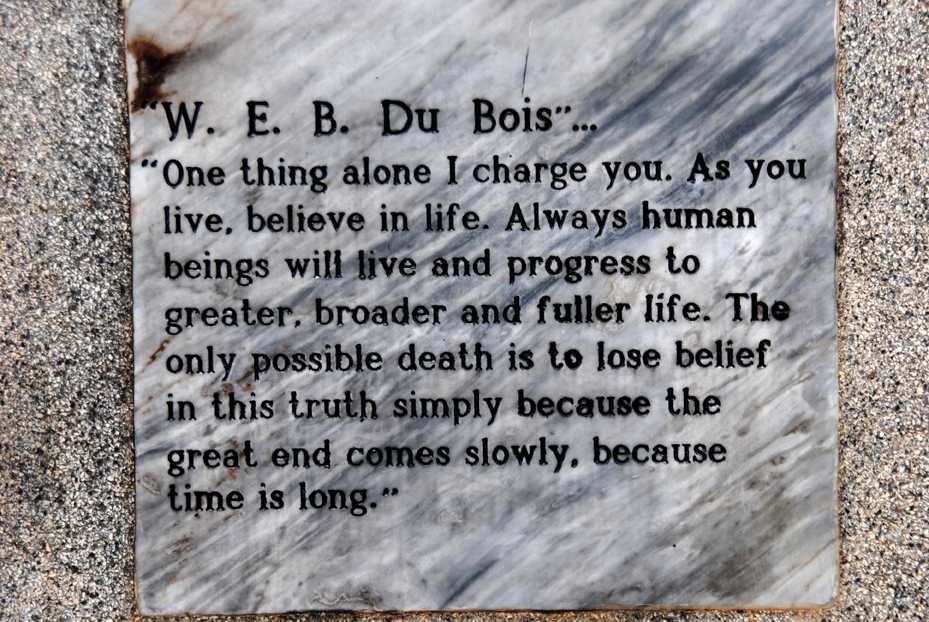 “W. E. B. Du Bois”...
“One thing alone I charge you. As you
live, believe in life. Always human
beings will live and progress to
greater, broader and fuller life. The
only possible death is to lose belief
in this truth simply because the
great end comes slowly, because
time is long.”